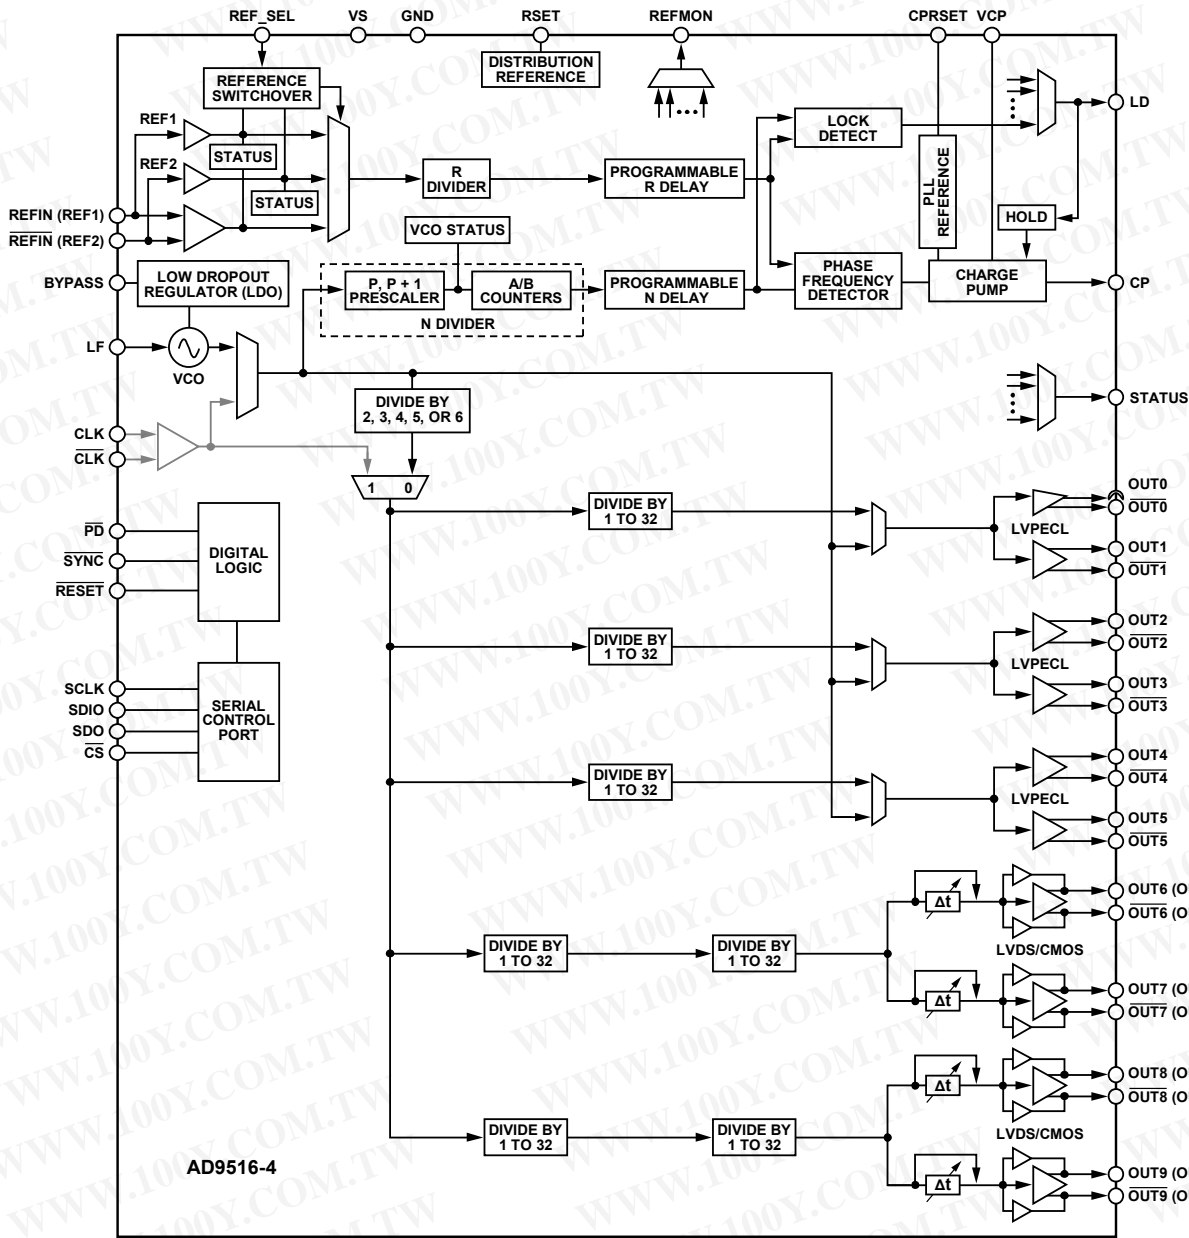 REF_SEL VS GND RSET REFMON CPRSET VCP
REFERENCE
SWITCHOVER
DISTRIBUTION
REFERENCE
REF1
REF2
STATUS
STATUS
REFIN (REF1)
REFIN (REF2)
R
DIVIDER
PROGRAMMABLE
R DELAY
LOCK
DETECT
LD
PLL
REFERENCE
HOLD
VCO STATUS
BYPASS
LOW DROPOUT
REGULATOR (LDO)
P, P + 1
PRESCALER
A/B
COUNTERS
N DIVIDER
PROGRAMMABLE
N DELAY
PHASE
FREQUENCY
DETECTOR
CHARGE
PUMP
CP
LF
VCO
DIVIDE BY
2, 3, 4, 5, OR 6
STATUS
CLK
CLK
1 0
PD
SYNC
RESET
DIGITAL
LOGIC
DIVIDE BY
1 TO 32
LVPECL
OUT0
OUT0
OUT1
OUT1
SCLK
SDIO
SDO
CS
SERIAL
CONTROL
PORT
DIVIDE BY
1 TO 32
LVPECL
OUT2
OUT2
OUT3
OUT3
DIVIDE BY
1 TO 32
LVPECL
OUT4
OUT4
OUT5
OUT5
DIVIDE BY
1 TO 32
DIVIDE BY
1 TO 32
Δt
Δt
LVDS/CMOS
OUT6 (O
OUT6 (O
OUT7 (O
OUT7 (O
DIVIDE BY
1 TO 32
DIVIDE BY
1 TO 32
Δt
Δt
LVDS/CMOS
OUT8 (O
OUT8 (O
OUT9 (O
OUT9 (O
AD9516-4
WWW.100Y.COM.TW